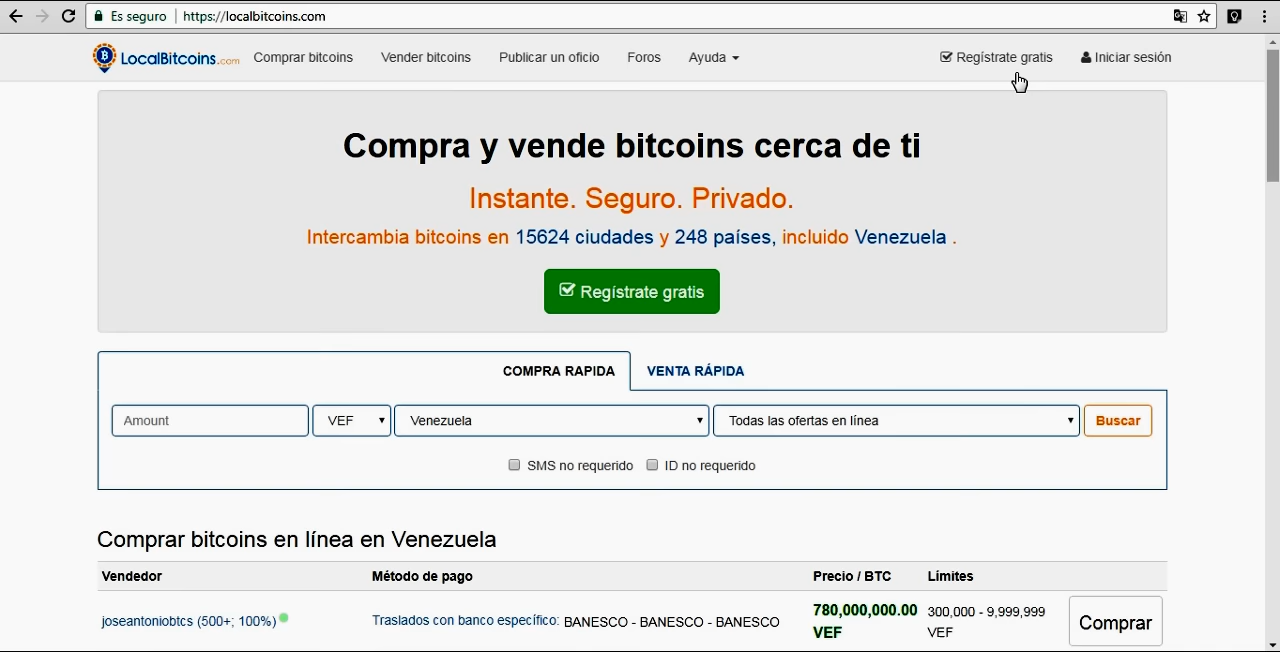 Es seguro https://localbitcoins.com
LocalBitcoins.com Comprar bitcoins Vender bitcoins Publicar un oficio Foros Ayuda Regístrate gratis Iniciar sesión
Compra y vende bitcoins cerca de ti
Instante. Seguro. Privado.
Intercambia bitcoins en 15624 ciudades y 248 países, incluido Venezuela .
Regístrate gratis
COMPRA RAPIDA VENTA RÁPIDA
Amount VEF Venezuela Todas las ofertas en línea Buscar
SMS no requerido ID no requerido
Comprar bitcoins en línea en Venezuela
Vendedor Método de pago Precio / BTC Límites
joseantoniobtcs (500+; 100%) Traslados con banco específico: BANESCO - BANESCO - BANESCO 780,000,000.00 VEF 300,000 - 9,999,999 VEF Comprar